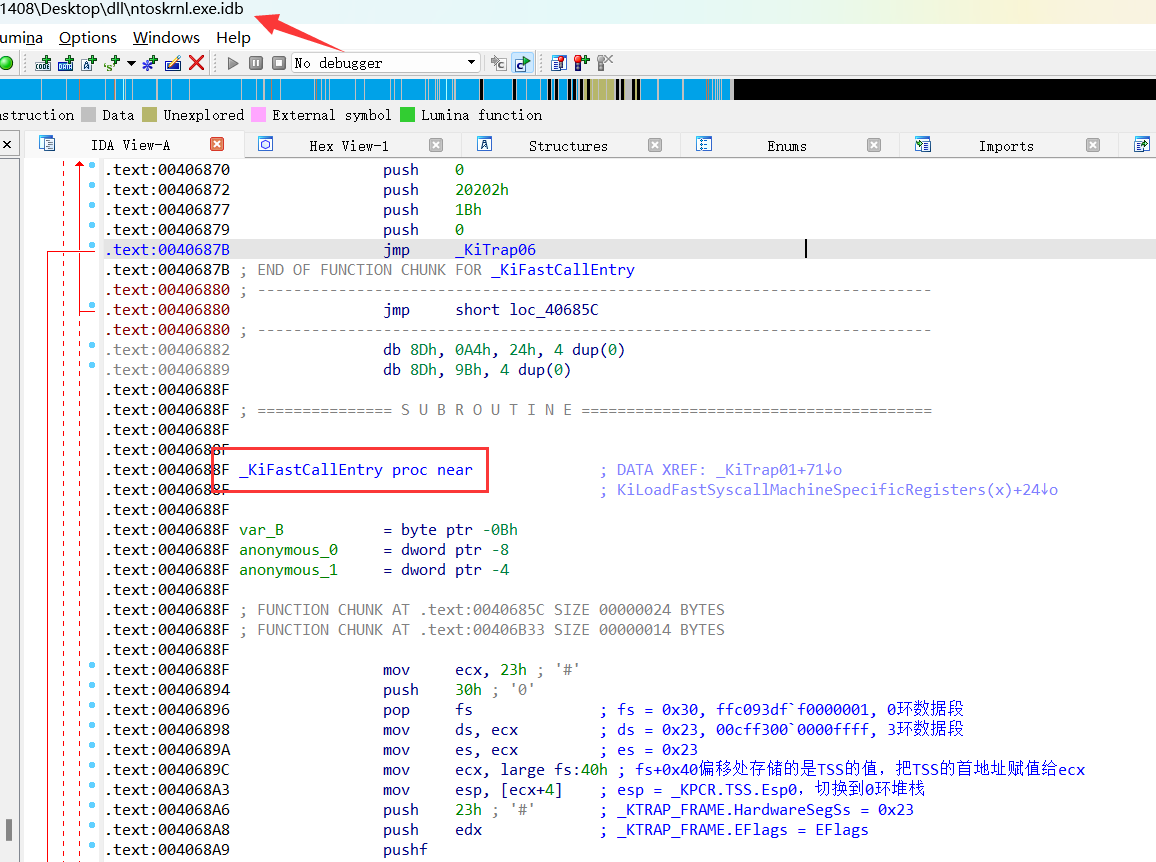 1408\Desktop\dll\ntoskrnl.exe.idb
umina Options Windows Help
No debugger
struction Data Unexplored External symbol Lumina function
IDA View-A Hex View-1 Structures Enums Imports
.text:00406870 push 0
.text:00406872 push 20202h
.text:00406877 push 1Bh
.text:00406879 push 0
.text:0040687B jmp _KiTrap06
.text:0040687B ; END OF FUNCTION CHUNK FOR _KiFastCallEntry
.text:00406880 ; ---------------------------------------------------------------------------
.text:00406880 jmp short loc_40685C
.text:00406880 ; ---------------------------------------------------------------------------
.text:00406882 db 8Dh, 0A4h, 24h, 4 dup(0)
.text:00406889 db 8Dh, 9Bh, 4 dup(0)
.text:0040688F
.text:0040688F ; =============== S U B R O U T I N E =======================================
.text:0040688F
.text:0040688F
.text:0040688F _KiFastCallEntry proc near ; DATA XREF: _KiTrap01+71↓o
.text:0040688F ; KiLoadFastSyscallMachineSpecificRegisters(x)+24↓o
.text:0040688F
.text:0040688F var_B = byte ptr -0Bh
.text:0040688F anonymous_0 = dword ptr -8
.text:0040688F anonymous_1 = dword ptr -4
.text:0040688F
.text:0040688F ; FUNCTION CHUNK AT .text:0040685C SIZE 00000024 BYTES
.text:0040688F ; FUNCTION CHUNK AT .text:00406B33 SIZE 00000014 BYTES
.text:0040688F
.text:0040688F mov ecx, 23h ; '#'
.text:00406894 push 30h ; '0'
.text:00406896 pop fs ; fs = 0x30, ffc093df`f0000001, 0环数据段
.text:00406898 mov ds, ecx ; ds = 0x23, 00cff300`0000ffff, 3环数据段
.text:0040689A mov es, ecx ; es = 0x23
.text:0040689C mov ecx, large fs:40h ; fs+0x40偏移处存储的是TSS的值，把TSS的首地址赋值给ecx
.text:004068A3 mov esp, [ecx+4] ; esp = _KPCR.TSS.Esp0，切换到0环堆栈
.text:004068A6 push 23h ; '#' ; _KTRAP_FRAME.HardwareSegSs = 0x23
.text:004068A8 push edx ; _KTRAP_FRAME.EFlags = EFlags
.text:004068A9 pushf